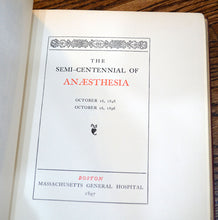 THE
SEMI-CENTENNIAL OF
ANÆSTHESIA
OCTOBER 16, 1846
OCTOBER 16, 1896
BOSTON
MASSACHUSETTS GENERAL HOSPITAL
1897